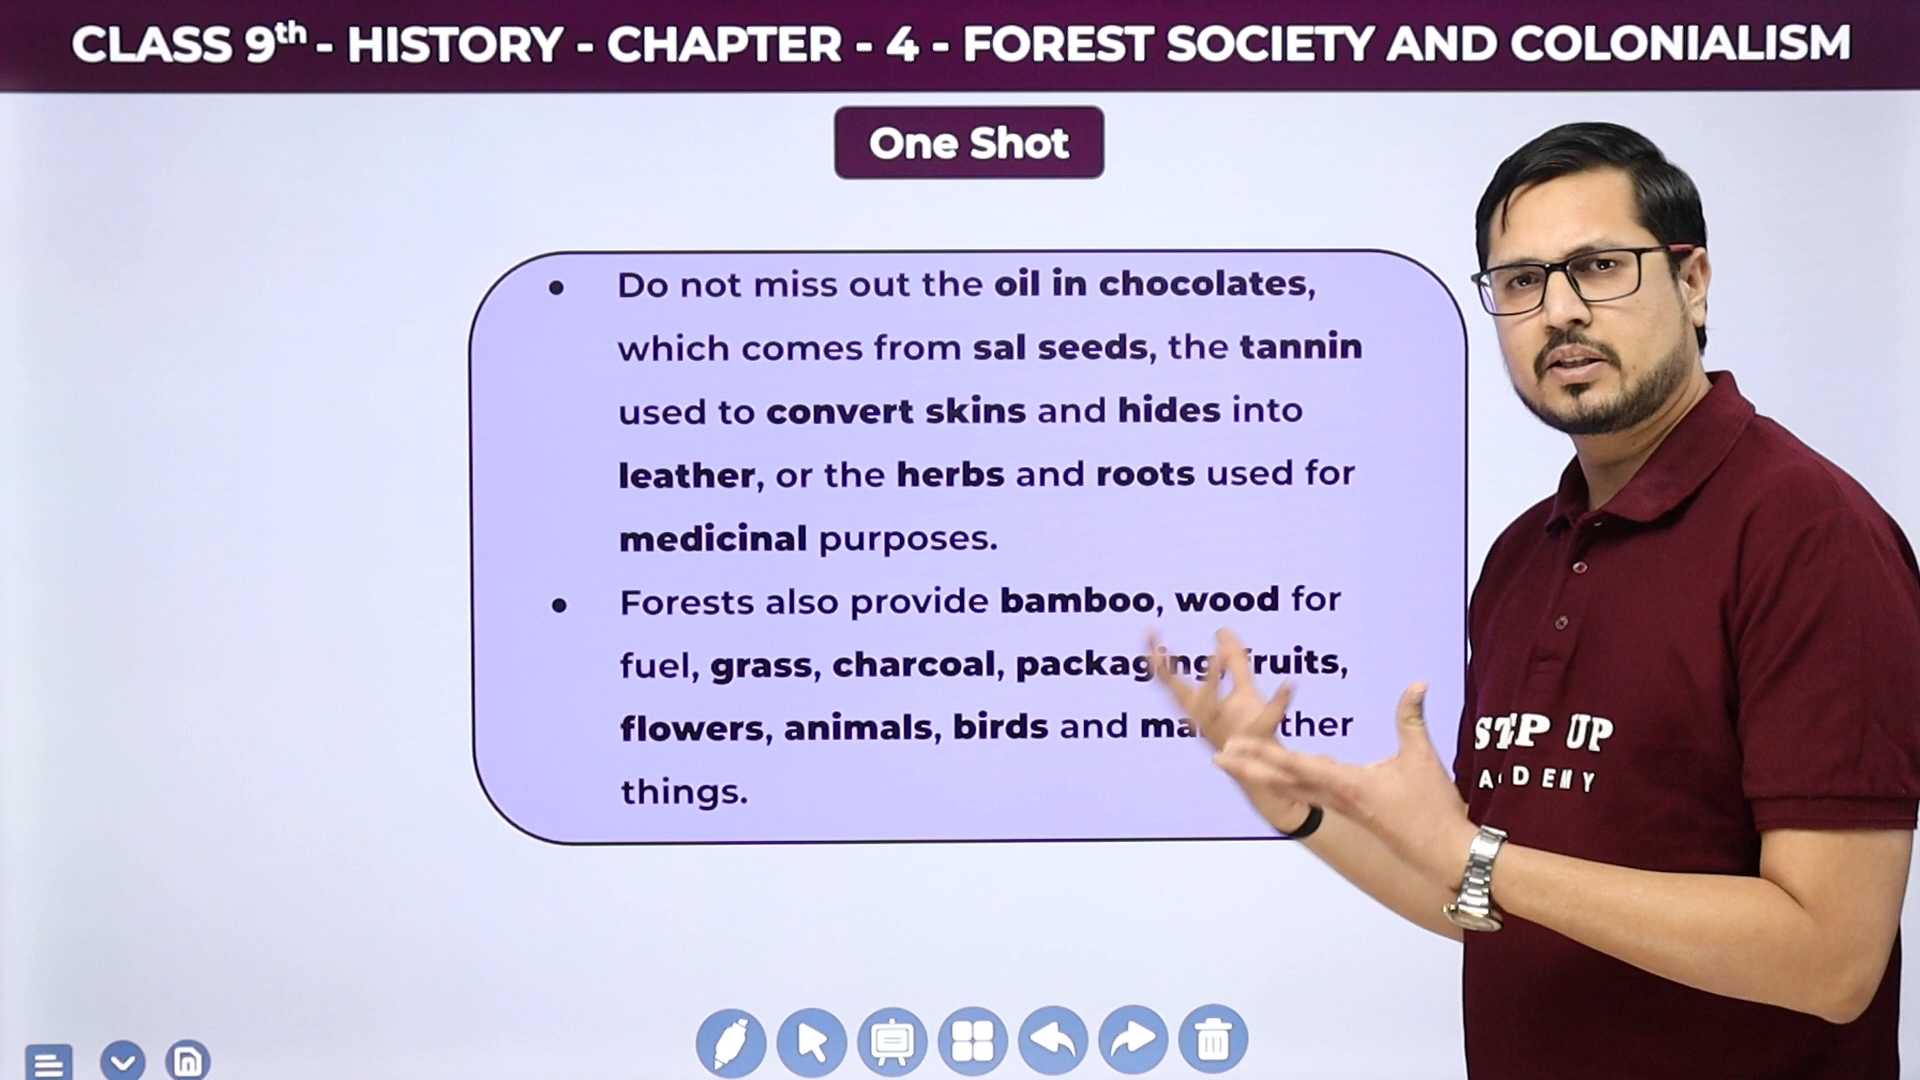 CLASS 9th - HISTORY - CHAPTER - 4 - FOREST SOCIETY AND COLONIALISM
One Shot
● Do not miss out the oil in chocolates,
which comes from sal seeds, the tannin
used to convert skins and hides into
leather, or the herbs and roots used for
medicinal purposes.
● Forests also provide bamboo, wood for
fuel, grass, charcoal, packaging, fruits,
flowers, animals, birds and
things.
STEP UP